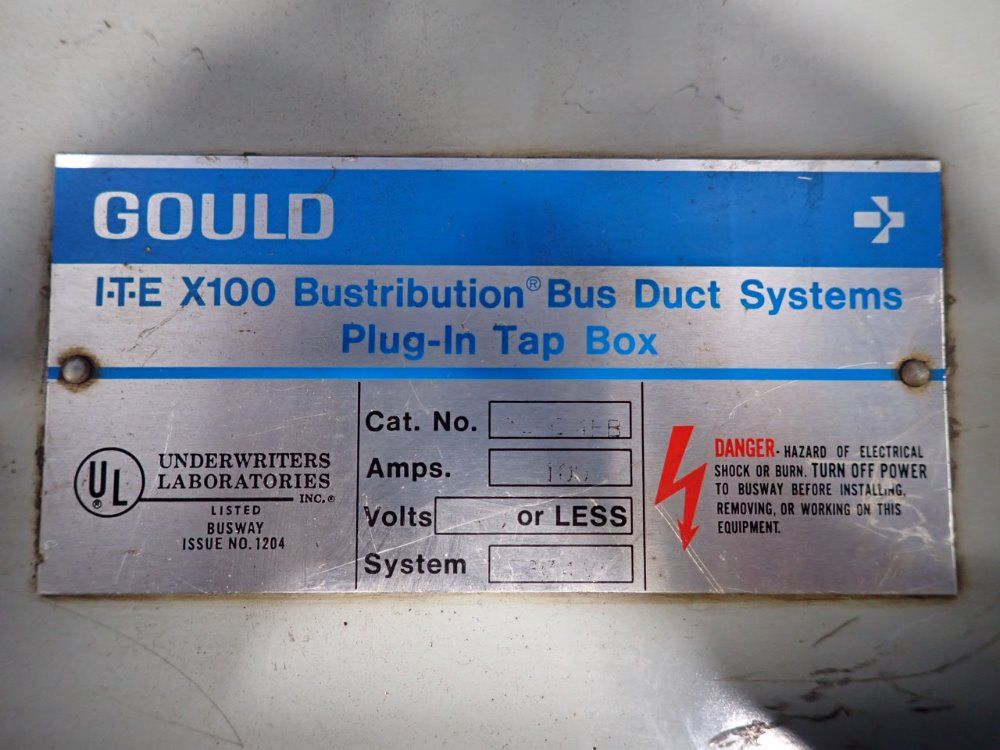 GOULD
I-T-E X100 Bustribution® Bus Duct Systems
Plug-In Tap Box
UL
®
UNDERWRITERS
LABORATORIES
INC.®
LISTED
BUSWAY
ISSUE NO. 1204
Cat. No.
Amps. 100
Volts or LESS
System
DANGER- HAZARD OF ELECTRICAL
SHOCK OR BURN. TURN OFF POWER
TO BUSWAY BEFORE INSTALLING,
REMOVING, OR WORKING ON THIS
EQUIPMENT.